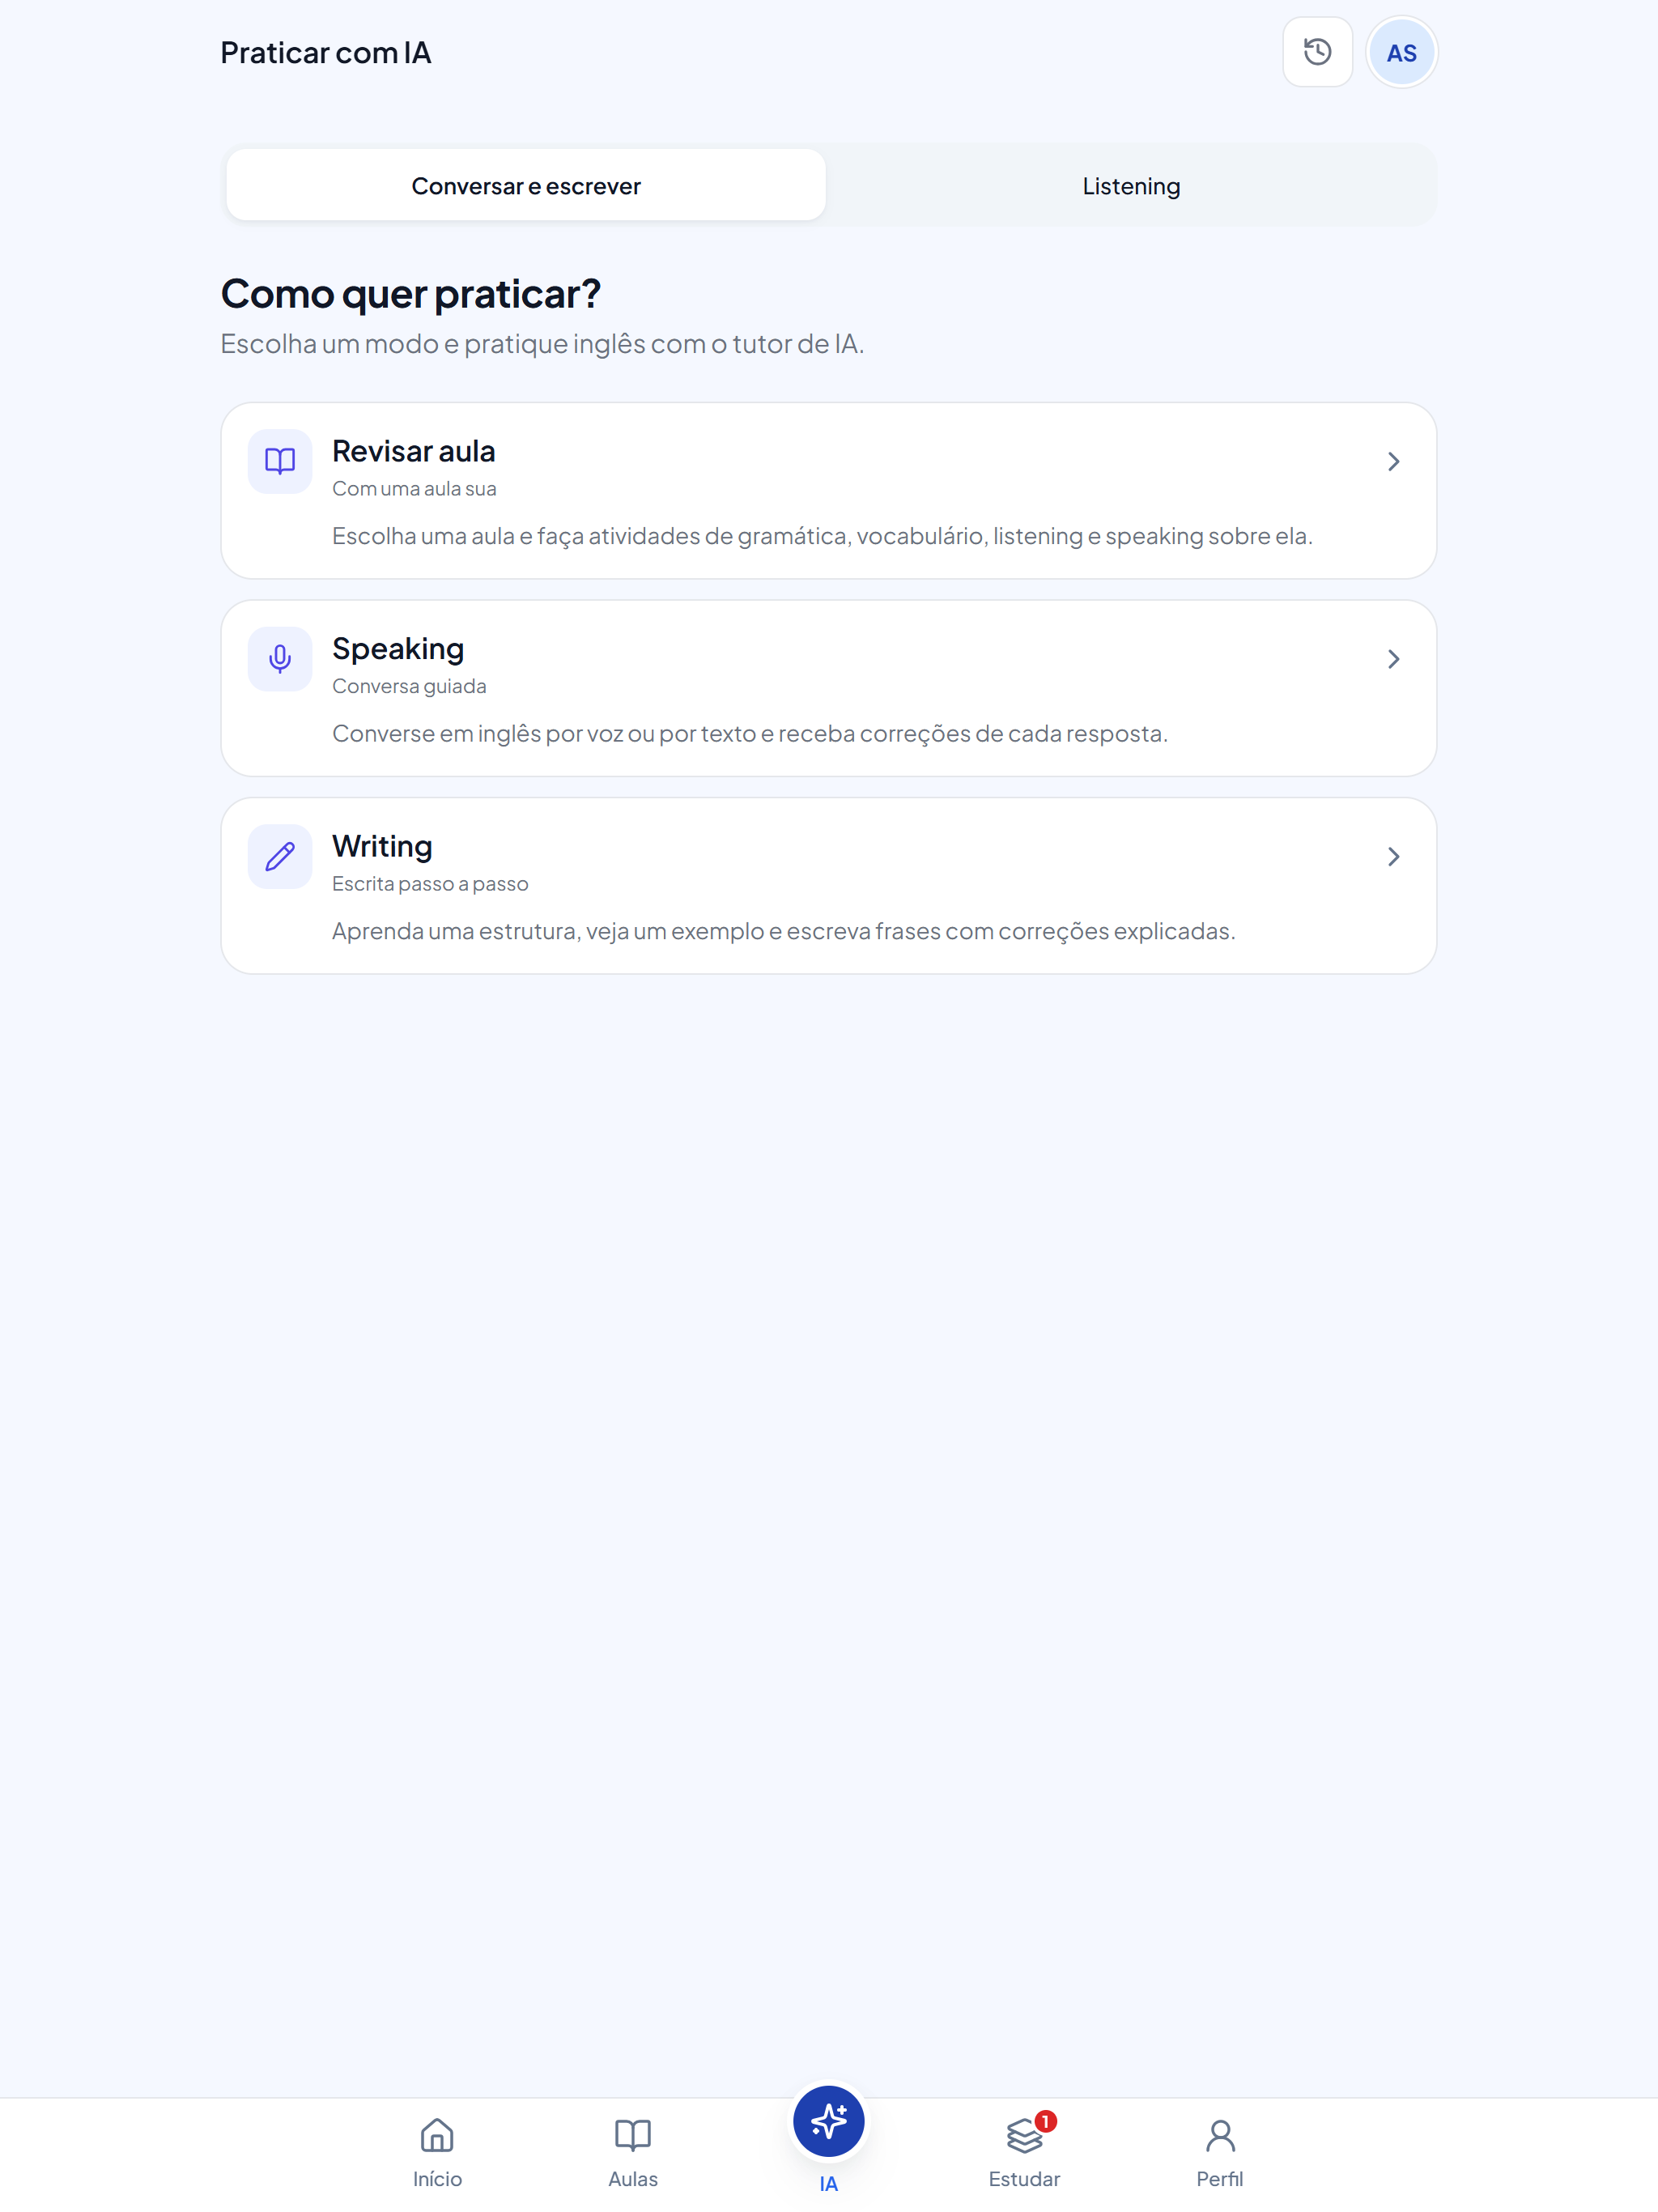 Praticar com IA
AS
Conversar e escrever
Listening
Como quer praticar?
Escolha um modo e pratique inglês com o tutor de IA.
Revisar aula
Com uma aula sua
Escolha uma aula e faça atividades de gramática, vocabulário, listening e speaking sobre ela.
Speaking
Conversa guiada
Converse em inglês por voz ou por texto e receba correções de cada resposta.
Writing
Escrita passo a passo
Aprenda uma estrutura, veja um exemplo e escreva frases com correções explicadas.
1
Início
Aulas
IA
Estudar
Perfil